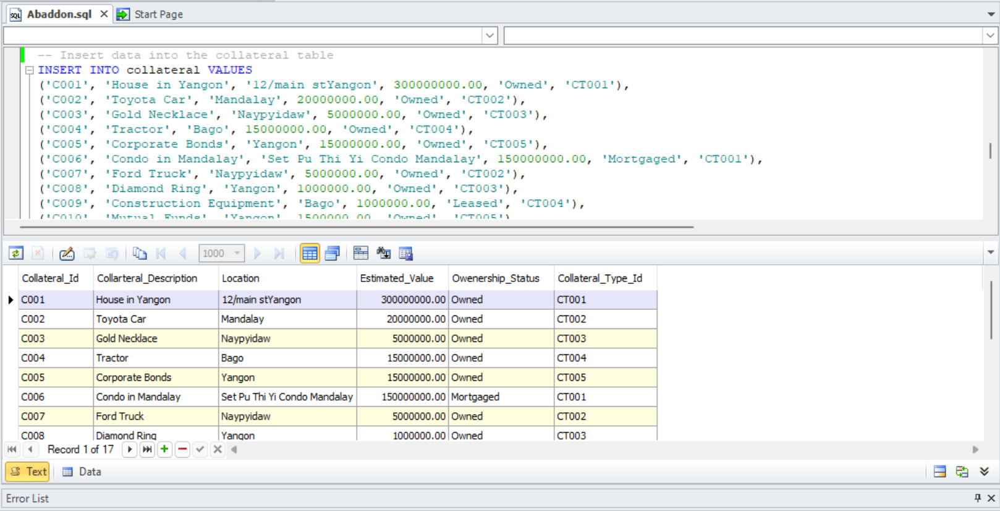 Abaddon.sql
Start Page
-- Insert data into the collateral table
INSERT INTO collateral VALUES
('C001', 'House in Yangon', '12/main stYangon', 300000000.00, 'Owned', 'CT001'),
('C002', 'Toyota Car', 'Mandalay', 20000000.00, 'Owned', 'CT002'),
('C003', 'Gold Necklace', 'Naypyidaw', 5000000.00, 'Owned', 'CT003'),
('C004', 'Tractor', 'Bago', 15000000.00, 'Owned', 'CT004'),
('C005', 'Corporate Bonds', 'Yangon', 15000000.00, 'Owned', 'CT005'),
('C006', 'Condo in Mandalay', 'Set Pu Thi Yi Condo Mandalay', 150000000.00, 'Mortgaged', 'CT001'),
('C007', 'Ford Truck', 'Naypyidaw', 5000000.00, 'Owned', 'CT002'),
('C008', 'Diamond Ring', 'Yangon', 1000000.00, 'Owned', 'CT003'),
('C009', 'Construction Equipment', 'Bago', 1000000.00, 'Leased', 'CT004'),
('C010', 'Mutual Funds', 'Yangon', 1500000.00, 'Owned', 'CT005')
1000
Collateral_Id Collarteral_Description Location Estimated_Value Owenership_Status Collateral_Type_Id
C001 House in Yangon 12/main stYangon 300000000.00 Owned CT001
C002 Toyota Car Mandalay 20000000.00 Owned CT002
C003 Gold Necklace Naypyidaw 5000000.00 Owned CT003
C004 Tractor Bago 15000000.00 Owned CT004
C005 Corporate Bonds Yangon 15000000.00 Owned CT005
C006 Condo in Mandalay Set Pu Thi Yi Condo Mandalay 150000000.00 Mortgaged CT001
C007 Ford Truck Naypyidaw 5000000.00 Owned CT002
C008 Diamond Ring Yangon 1000000.00 Owned CT003
Record 1 of 17
Text Data
Error List